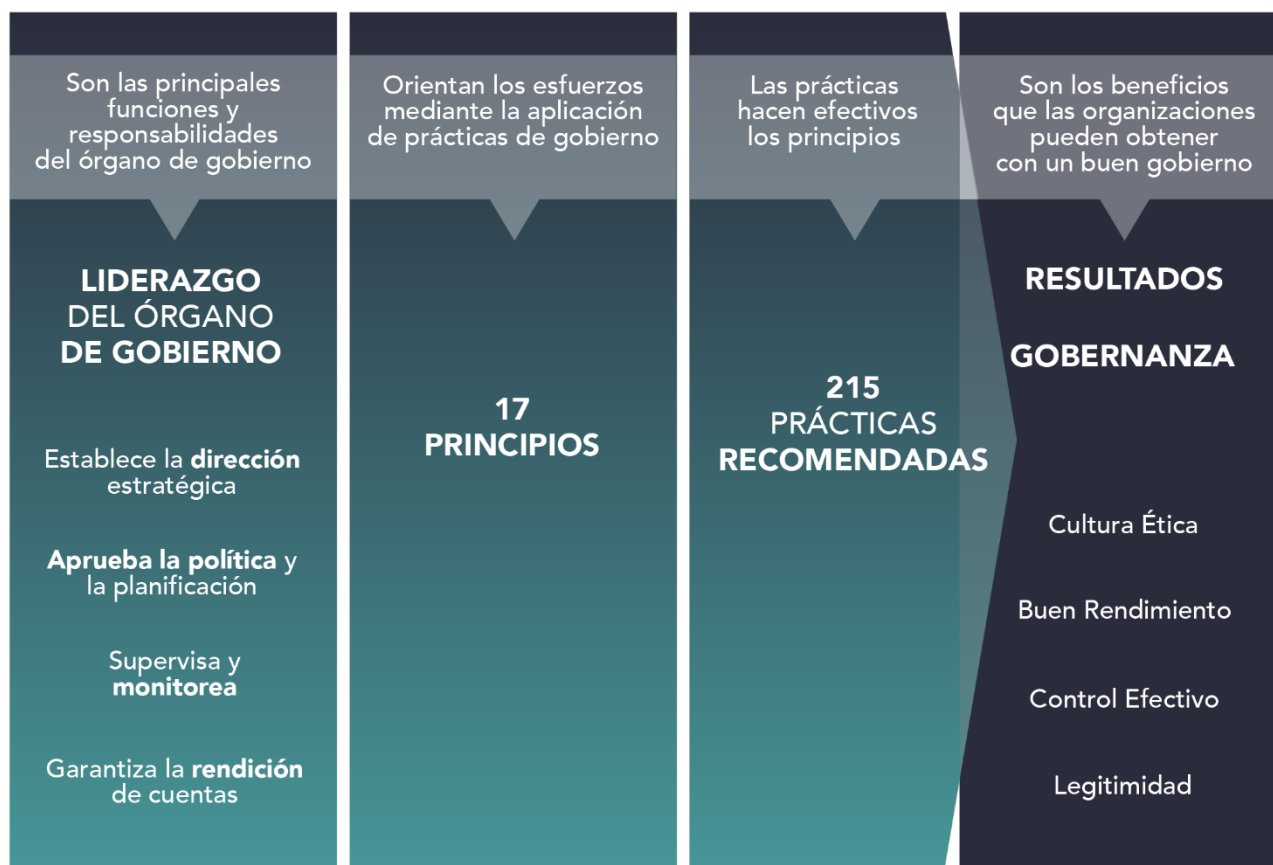 Son las principales
funciones y
responsabilidades
del órgano de gobierno
LIDERAZGO
DEL ÓRGANO
DE GOBIERNO
Establece la dirección
estratégica
Aprueba la política y
la planificación
Supervisa y
monitorea
Garantiza la rendición
de cuentas
Orientan los esfuerzos
mediante la aplicación
de prácticas de gobierno
17
PRINCIPIOS
Las prácticas
hacen efectivos
los principios
215
PRÁCTICAS
RECOMENDADAS
Son los beneficios
que las organizaciones
pueden obtener
con un buen gobierno
RESULTADOS
GOBERNANZA
Cultura Ética
Buen Rendimiento
Control Efectivo
Legitimidad